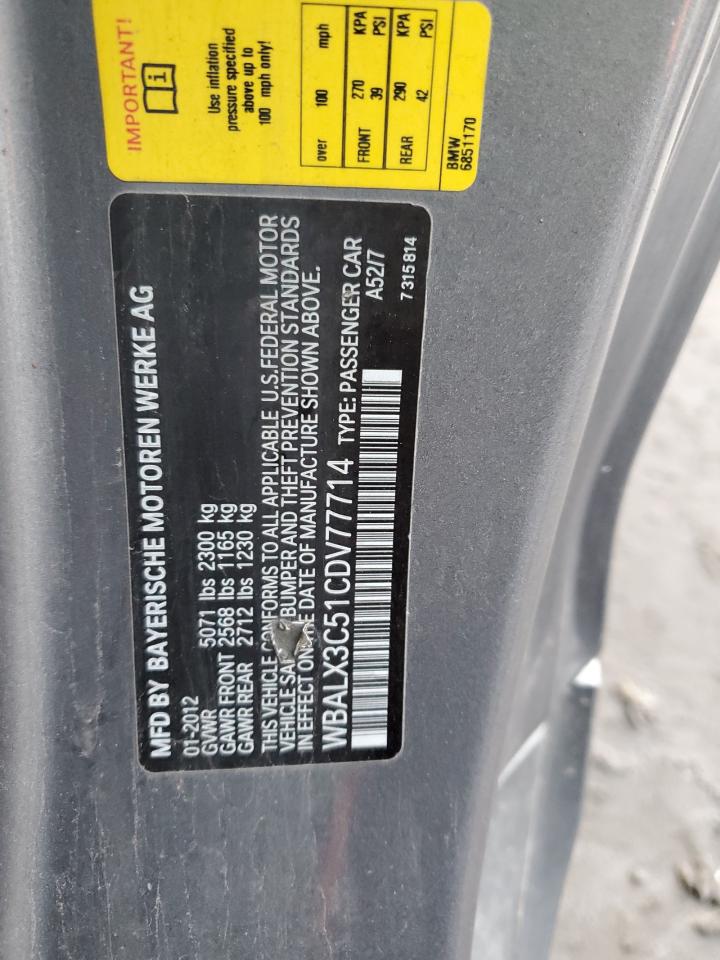 MFD BY BAYERISCHE MOTOREN WERKE AG
01-2012
GVWR 5071 lbs 2300 kg
GAWR FRONT 2568 lbs 1165 kg
GAWR REAR 2712 lbs 1230 kg
THIS VEHICLE CONFORMS TO ALL APPLICABLE U.S. FEDERAL MOTOR
VEHICLE BUMPER AND THEFT PREVENTION STANDARDS
IN EFFECT ON DATE OF MANUFACTURE SHOWN ABOVE.
WBALX3C51CDV77714 TYPE: PASSENGER CAR
A52/7
7 315 814
IMPORTANT!
i
Use inflation
pressure specified
above up to
100 mph only!
over 100 mph
FRONT 270 KPA
39 PSI
REAR 290 KPA
42 PSI
BMW
6851170